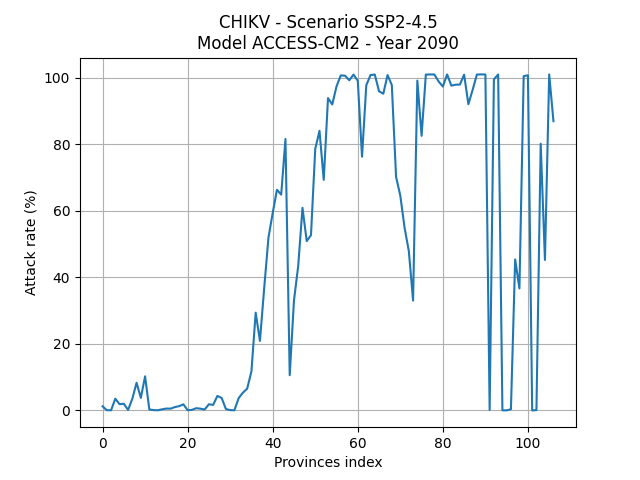 CHIKV - Scenario SSP2-4.5
Model ACCESS-CM2 - Year 2090
Attack rate (%)
100
80
60
40
20
0
0 20 40 60 80 100
Provinces index